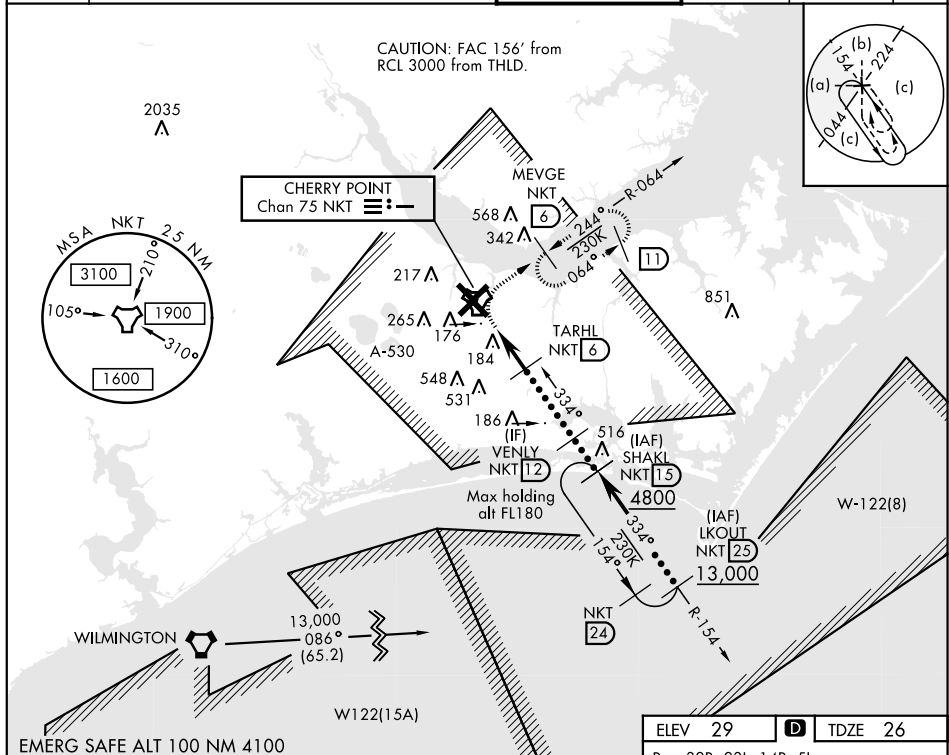 CAUTION: FAC 156' from
RCL 3000 from THLD.
2035
(b)
154
224
(a)
(c)
044
(c)
CHERRY POINT
Chan 75 NKT
MEVGE
NKT 6
R-064
568
342
244°
230K
064°
11
MSA NKT 25 NM
210°
3100
105°
1900
310°
1600
217
265
176
184
A-530
851
TARHL
NKT 6
548
531
334°
186
(IF)
VENLY
NKT 12
516
(IAF)
SHAKL
NKT 15
4800
Max holding
alt FL180
W-122(8)
334°
230K
154°
(IAF)
LKOUT
NKT 25
13,000
NKT
24
R-154
WILMINGTON
13,000
086°
(65.2)
W122(15A)
EMERG SAFE ALT 100 NM 4100
ELEV 29 D TDZE 26